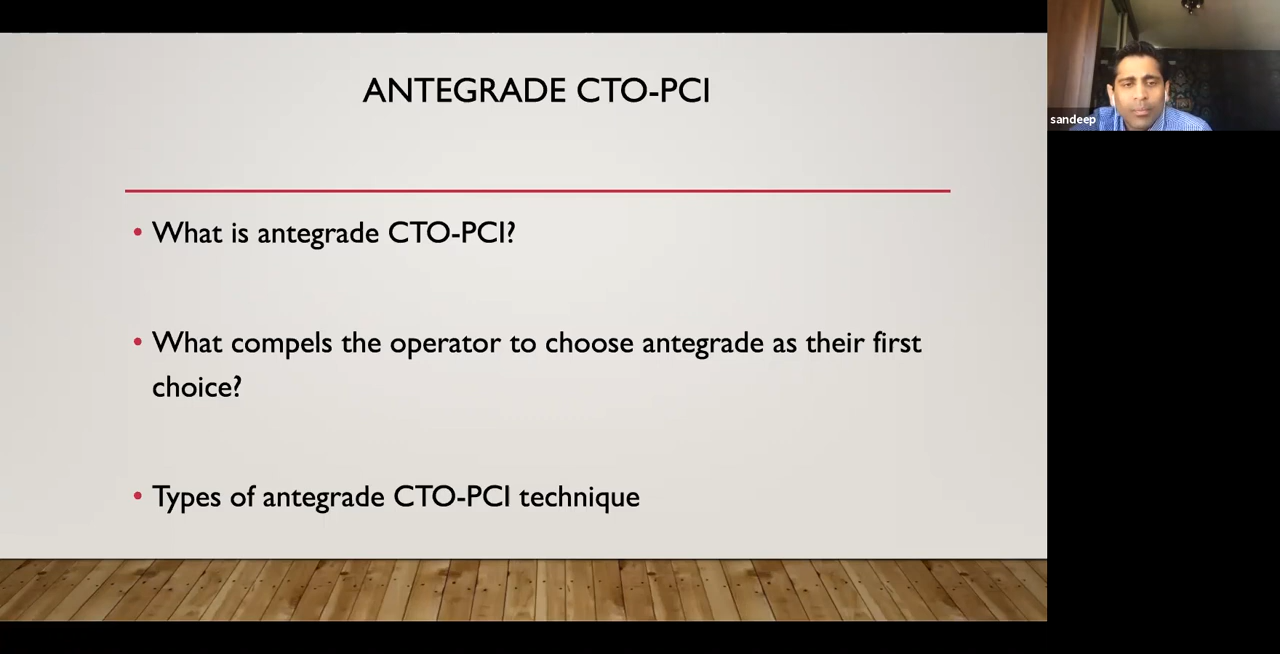 ANTEGRADE CTO-PCI
• What is antegrade CTO-PCI?
• What compels the operator to choose antegrade as their first
choice?
• Types of antegrade CTO-PCI technique
sandeep